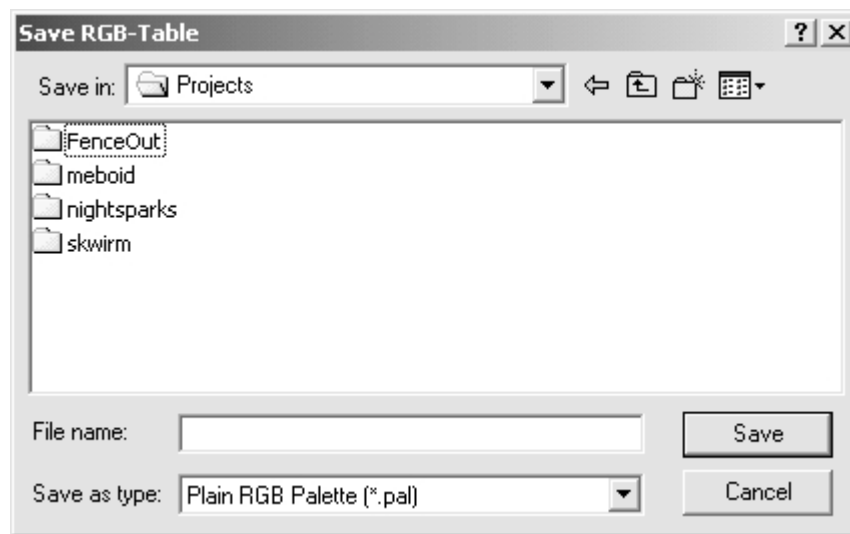 Save RGB-Table
Save in: Projects
FenceOut
meboid
nightsparks
skwirm
File name:
Save
Save as type: Plain RGB Palette (*.pal)
Cancel